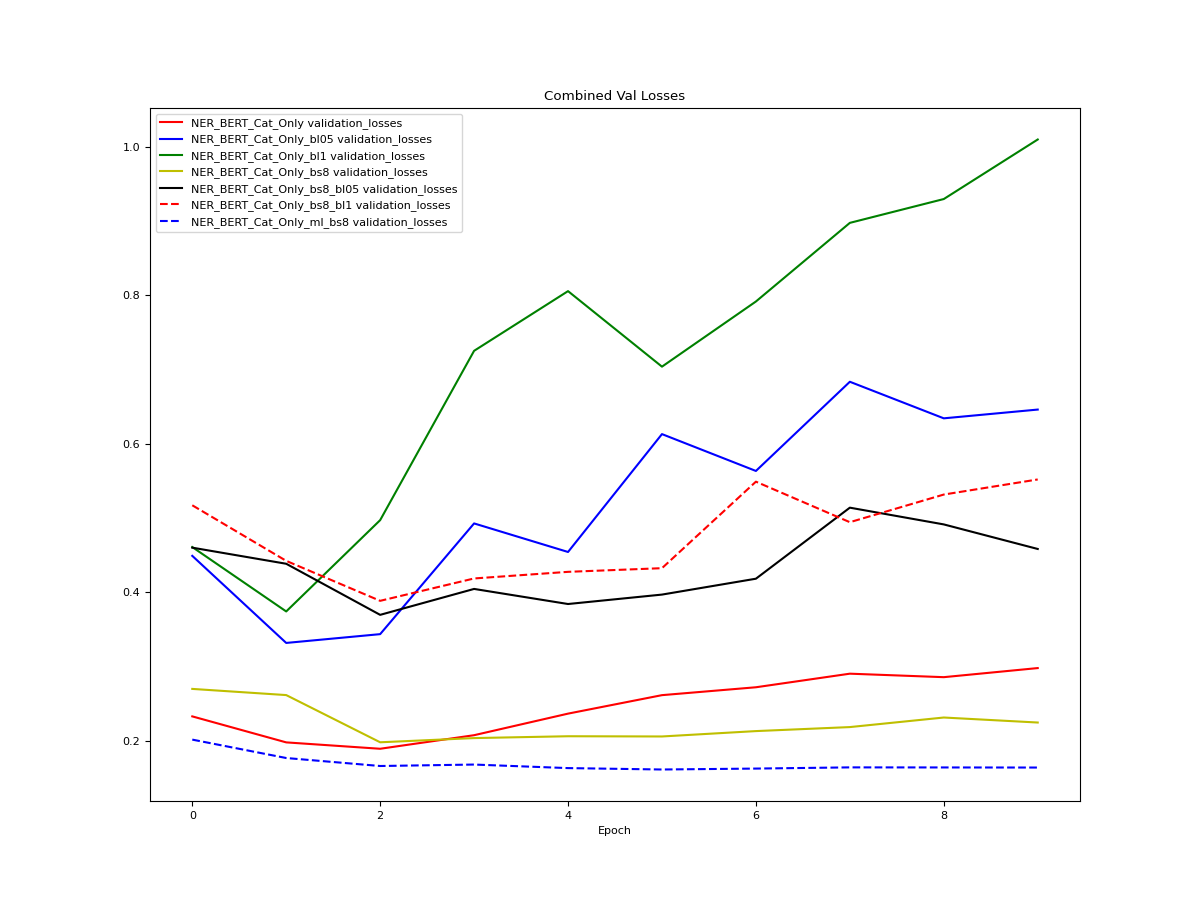 Combined Val Losses
NER_BERT_Cat_Only validation_losses
NER_BERT_Cat_Only_bl05 validation_losses
NER_BERT_Cat_Only_bl1 validation_losses
NER_BERT_Cat_Only_bs8 validation_losses
NER_BERT_Cat_Only_bs8_bl05 validation_losses
NER_BERT_Cat_Only_bs8_bl1 validation_losses
NER_BERT_Cat_Only_ml_bs8 validation_losses
1.0
0.8
0.6
0.4
0.2
0 2 4 6 8
Epoch